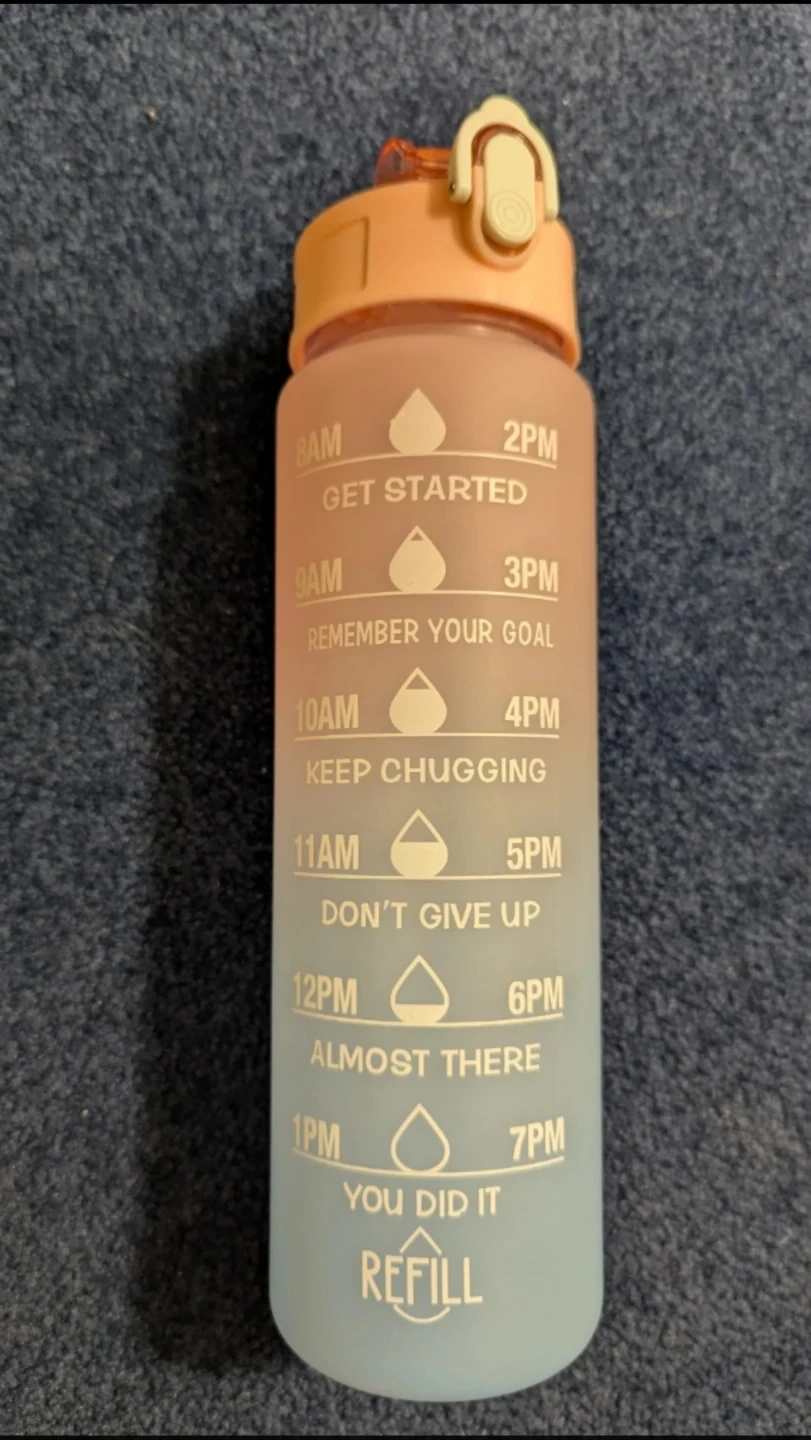 8AM 2PM
GET STARTED
9AM 3PM
REMEMBER YOUR GOAL
10AM 4PM
KEEP CHUGGING
11AM 5PM
DON'T GIVE UP
12PM 6PM
ALMOST THERE
1PM 7PM
YOU DID IT
REFILL